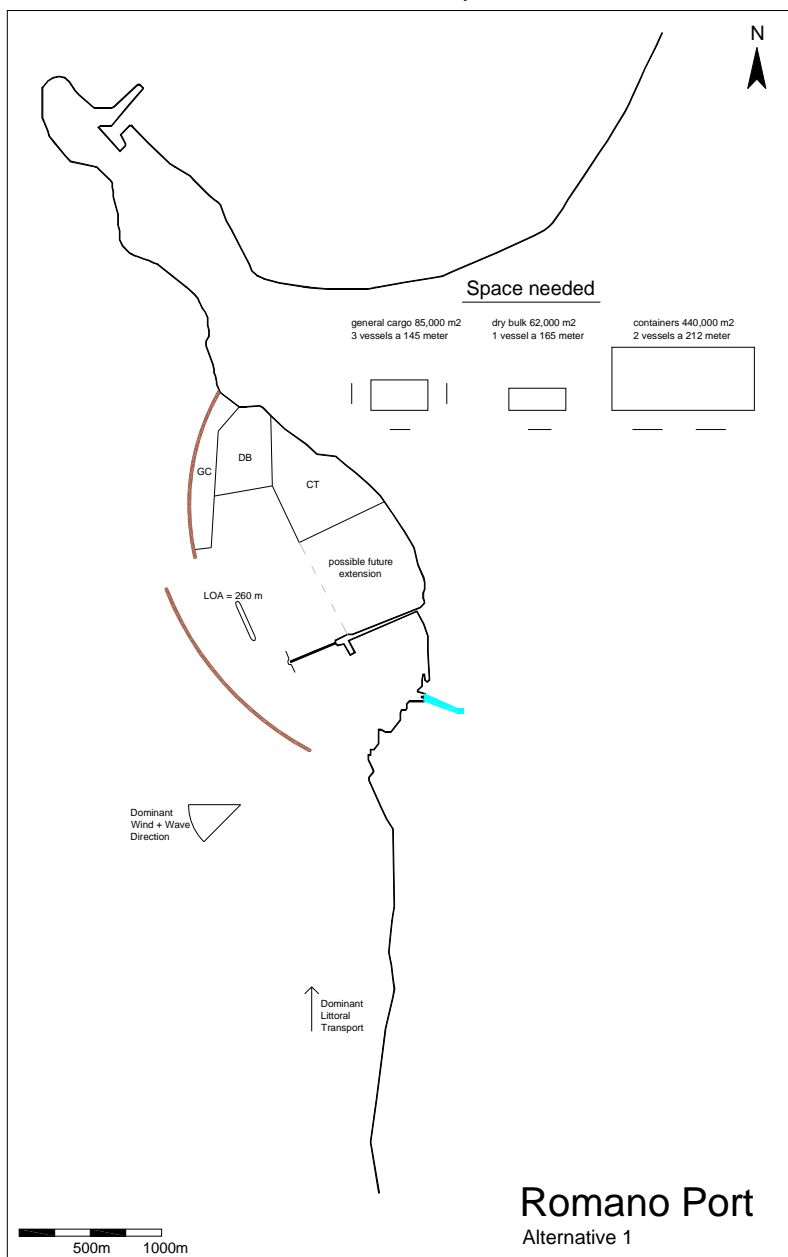 N
Space needed
general cargo 85,000 m2
3 vessels a 145 meter
dry bulk 62,000 m2
1 vessel a 165 meter
containers 440,000 m2
2 vessels a 212 meter
GC
DB
CT
possible future
extension
LOA = 260 m
Dominant
Wind + Wave
Direction
Dominant
Littoral
Transport
500m
1000m
Romano Port
Alternative 1